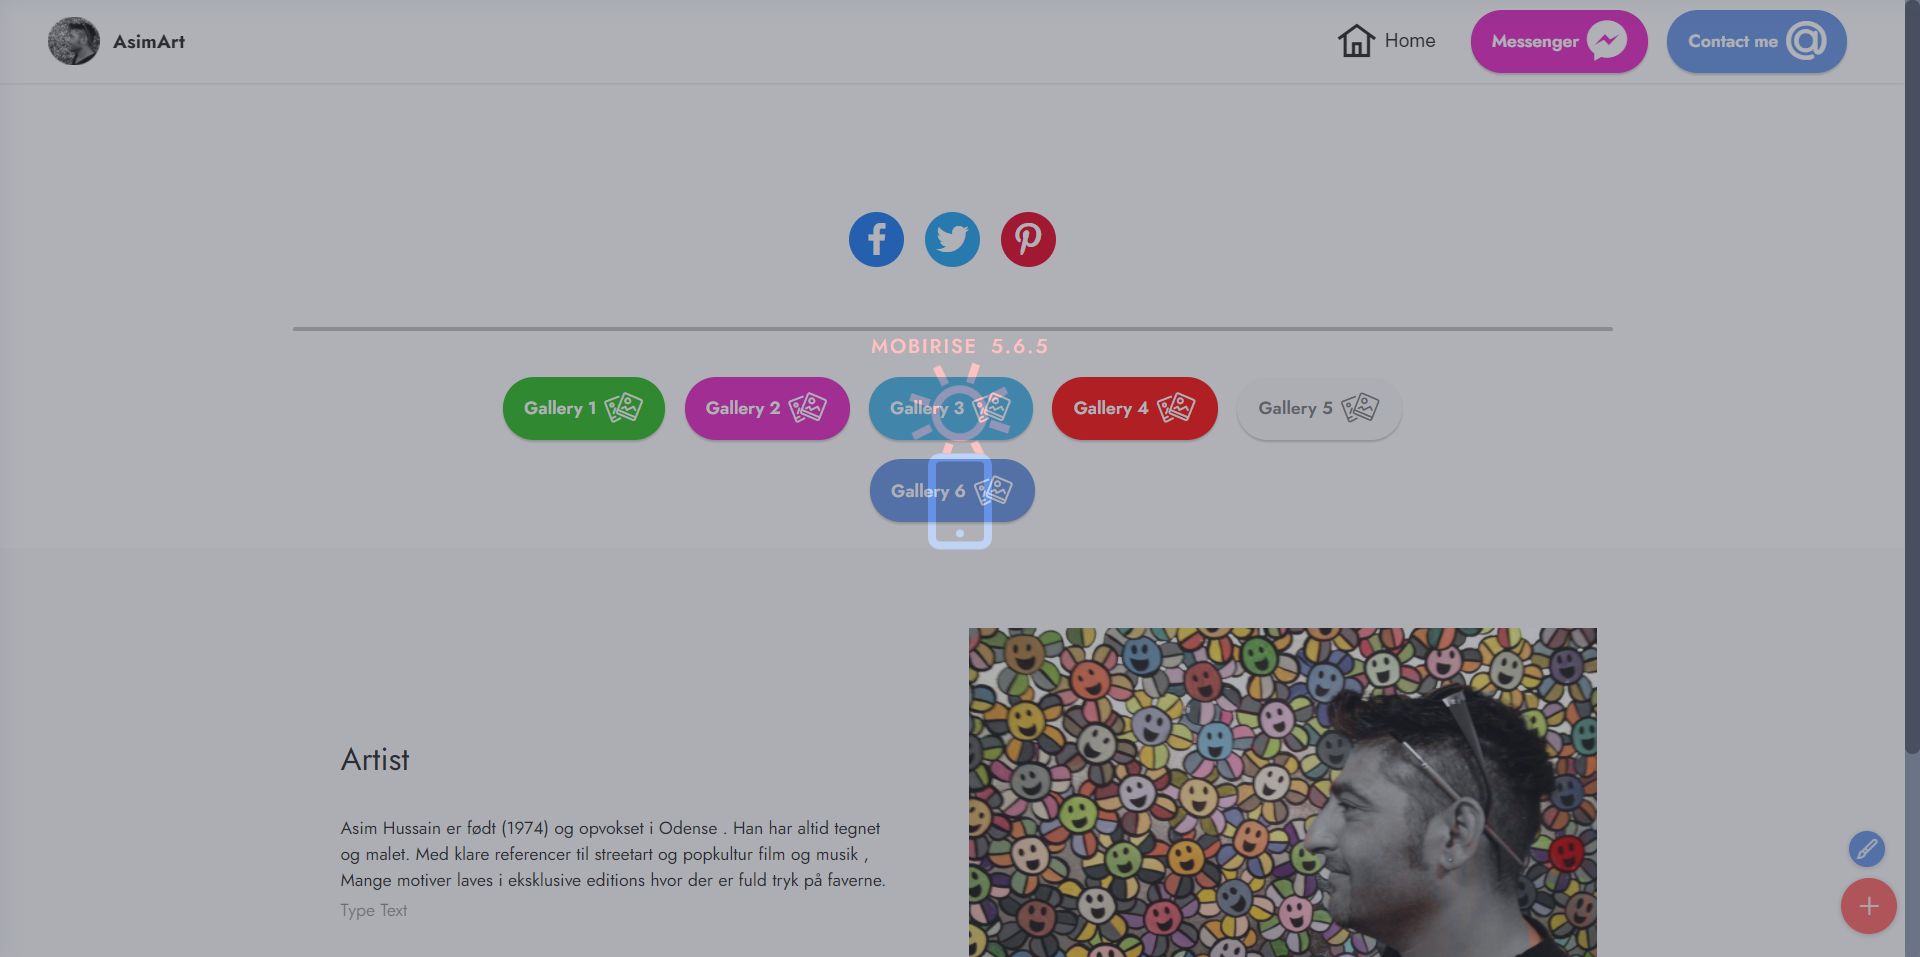 AsimArt
Home
Messenger
Contact me
MOBIRISE 5.6.5
Gallery 1
Gallery 2
Gallery 3
Gallery 4
Gallery 5
Gallery 6
Artist
Asim Hussain er født (1974) og opvokset i Odense . Han har altid tegnet
og malet. Med klare referencer til streetart og popkultur film og musik ,
Mange motiver laves i eksklusive editions hvor der er fuld tryk på faverne.
Type Text